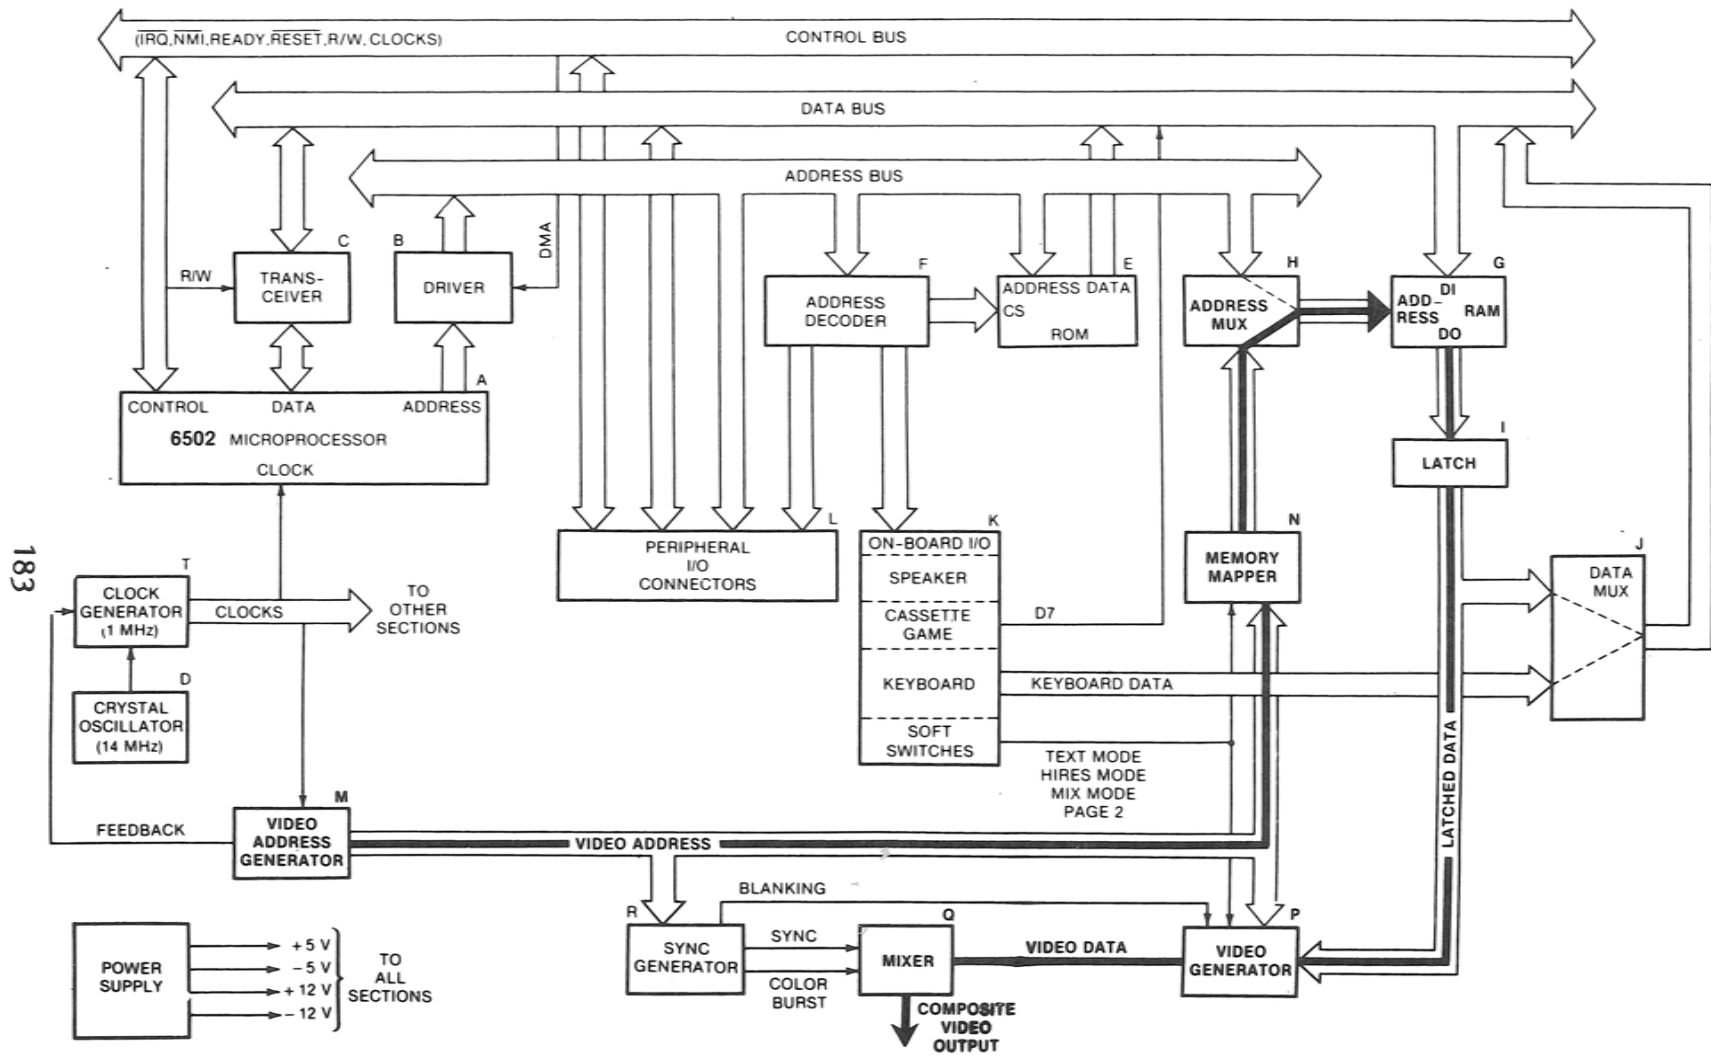 (IRQ, NMI, READY, RESET, R/W, CLOCKS)
CONTROL BUS
DATA BUS
ADDRESS BUS
C
TRANS-
CEIVER
R/W
B
DRIVER
DMA
F
ADDRESS
DECODER
E
ADDRESS DATA
CS
ROM
H
ADDRESS
MUX
G
DI
ADD-
RESS
RAM
DO
A
CONTROL
DATA
ADDRESS
6502 MICROPROCESSOR
CLOCK
I
LATCH
L
PERIPHERAL
I/O
CONNECTORS
K
ON-BOARD I/O
SPEAKER
CASSETTE
GAME
KEYBOARD
SOFT
SWITCHES
D7
KEYBOARD DATA
TEXT MODE
HIRES MODE
MIX MODE
PAGE 2
N
MEMORY
MAPPER
J
DATA
MUX
183
T
CLOCK
GENERATOR
(1 MHz)
CLOCKS
TO
OTHER
SECTIONS
D
CRYSTAL
OSCILLATOR
(14 MHz)
LATCHED DATA
FEEDBACK
M
VIDEO
ADDRESS
GENERATOR
VIDEO ADDRESS
BLANKING
R
SYNC
GENERATOR
SYNC
COLOR
BURST
Q
MIXER
VIDEO DATA
P
VIDEO
GENERATOR
COMPOSITE
VIDEO
OUTPUT
POWER
SUPPLY
+5 V
-5 V
+12 V
-12 V
TO
ALL
SECTIONS